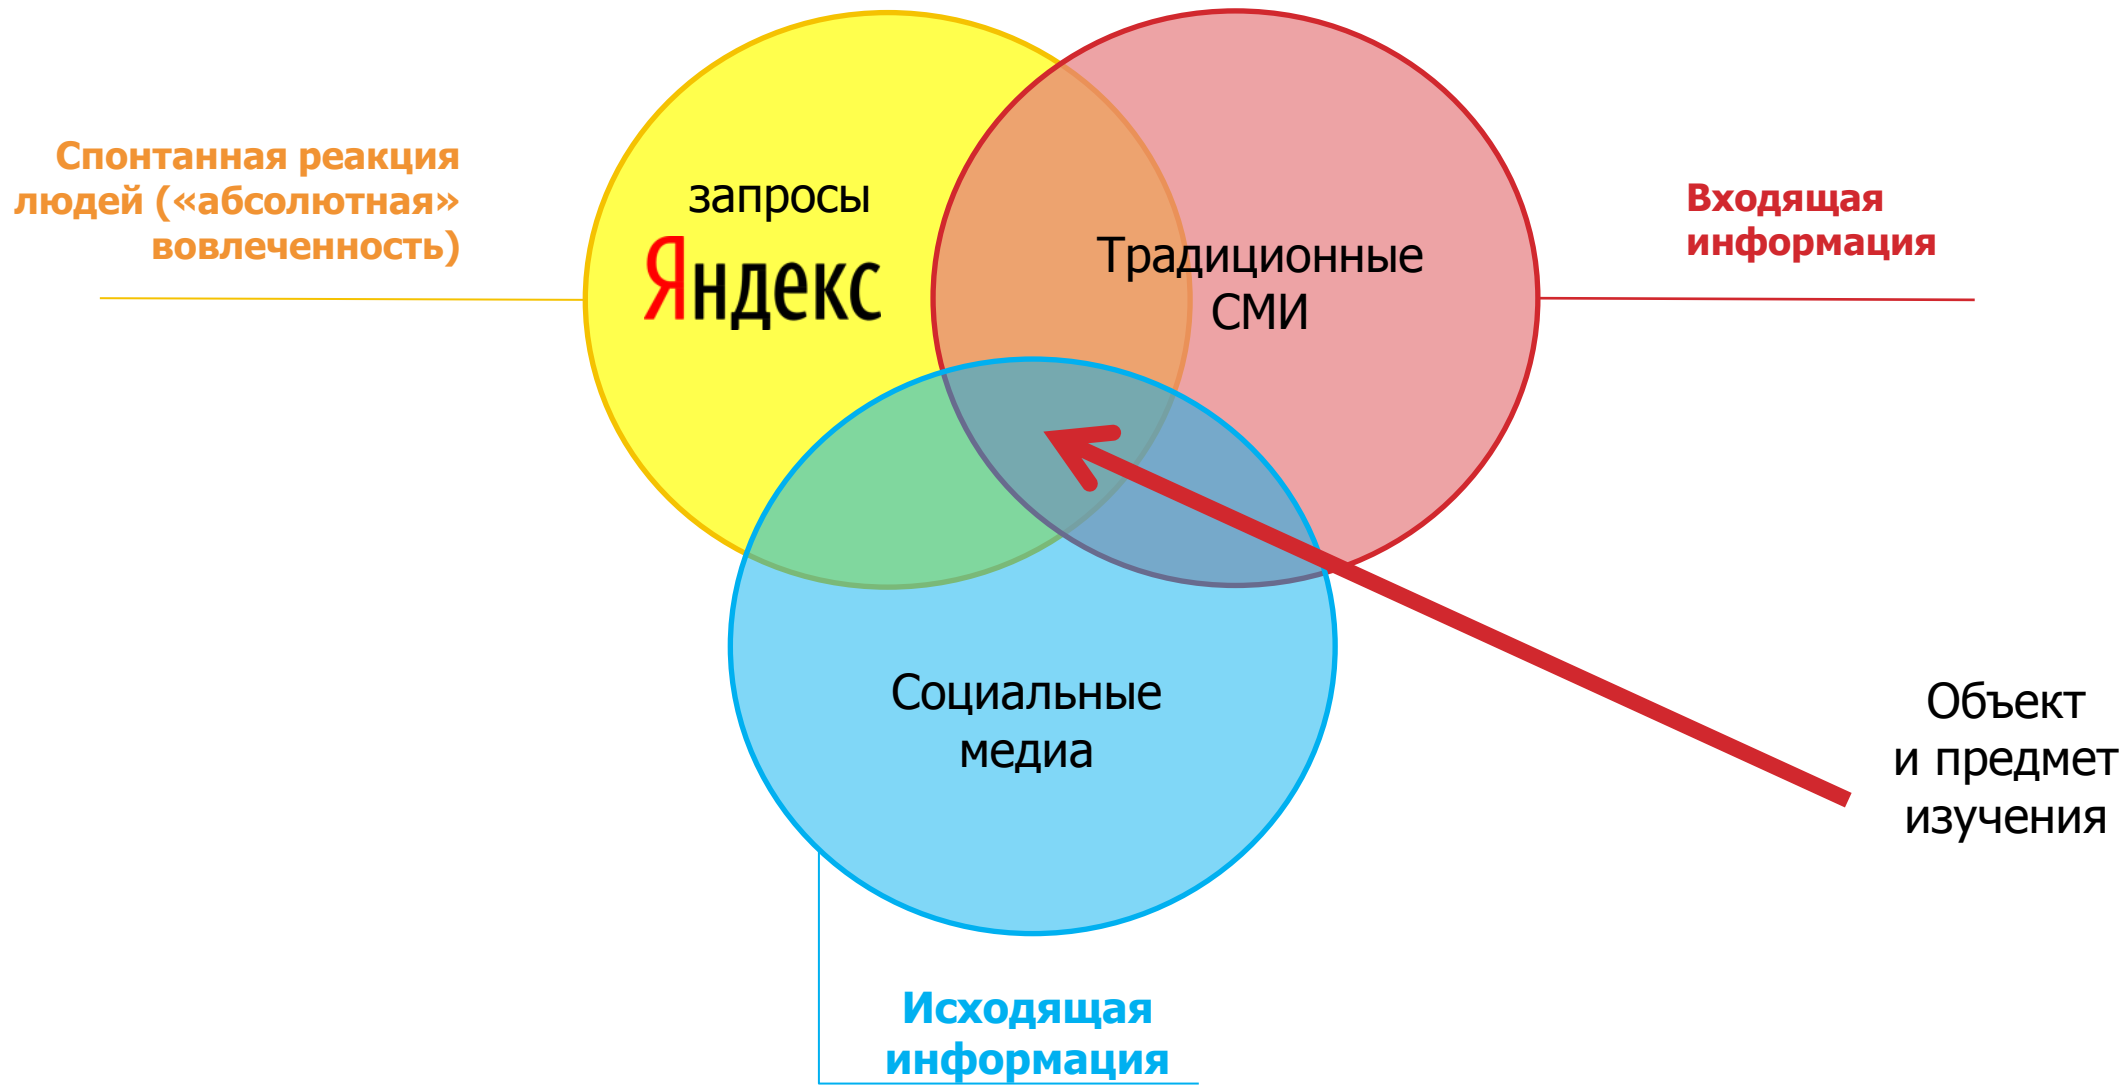 Спонтанная реакция
людей («абсолютная»
вовлеченность)
запросы
Яндекс
Традиционные
СМИ
Входящая
информация
Социальные
медиа
Объект
и предмет
изучения
Исходящая
информация